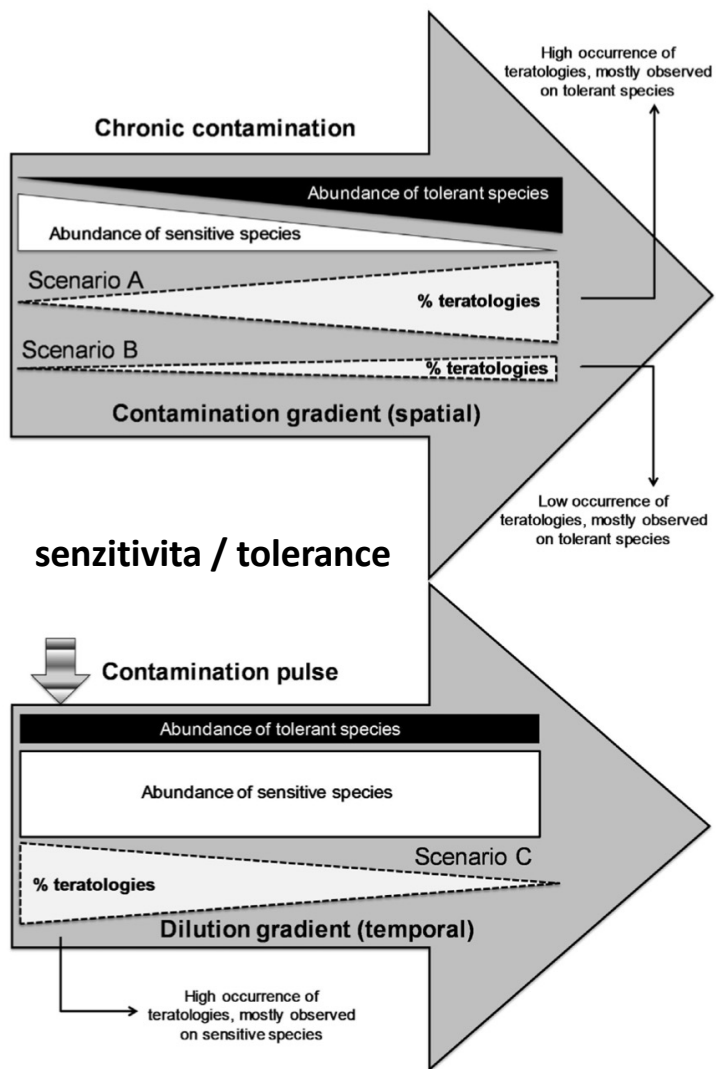 High occurrence of
teratologies, mostly observed
on tolerant species
Chronic contamination
Abundance of tolerant species
Abundance of sensitive species
Scenario A
% teratologies
Scenario B
% teratologies
Contamination gradient (spatial)
Low occurrence of
teratologies, mostly observed
on tolerant species
senzitivita / tolerance
Contamination pulse
Abundance of tolerant species
Abundance of sensitive species
Scenario C
% teratologies
Dilution gradient (temporal)
High occurrence of
teratologies, mostly observed
on sensitive species